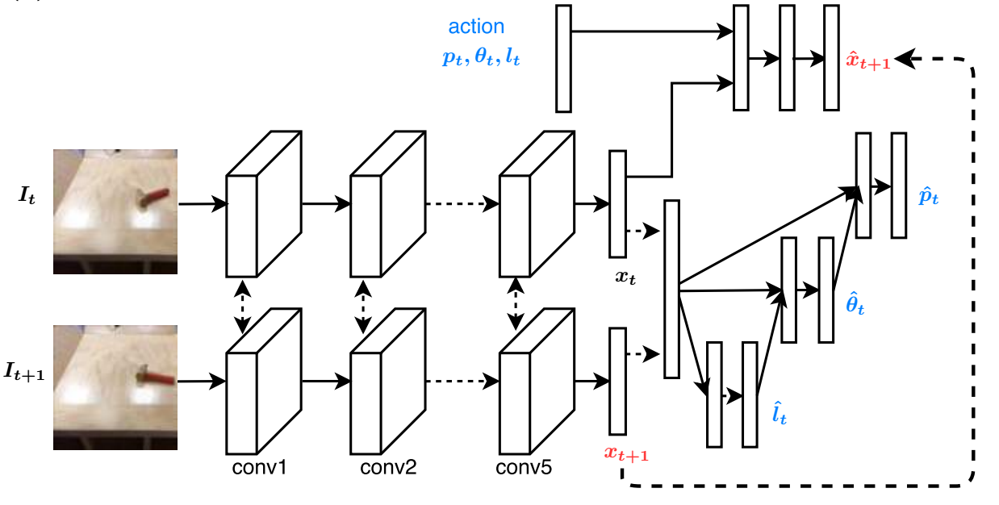 action
p_t, θ_t, l_t
x̂_{t+1}
I_t
p̂_t
x_t
θ̂_t
I_{t+1}
l̂_t
x_{t+1}
conv1
conv2
conv5